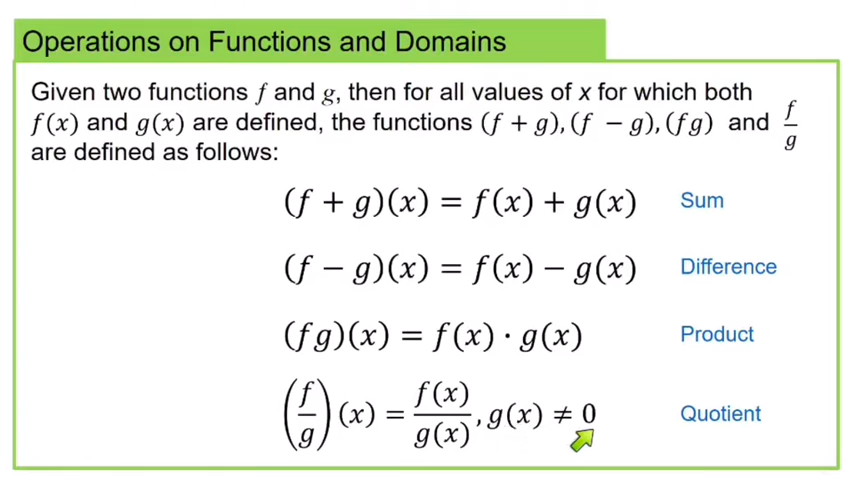 Operations on Functions and Domains
Given two functions f and g, then for all values of x for which both
f(x) and g(x) are defined, the functions (f + g), (f − g), (fg) and f/g
are defined as follows:
(f + g)(x) = f(x) + g(x) Sum
(f − g)(x) = f(x) − g(x) Difference
(fg)(x) = f(x) · g(x) Product
(f/g)(x) = f(x)/g(x), g(x) ≠ 0 Quotient